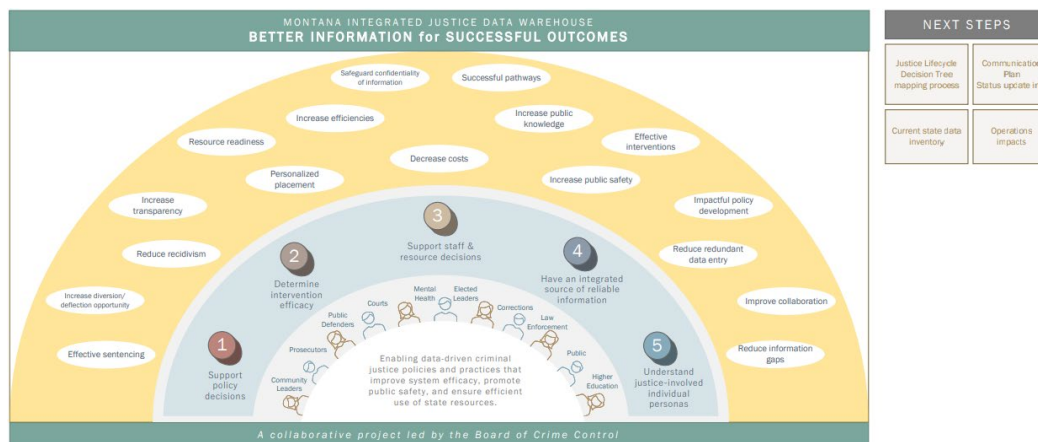 MONTANA INTEGRATED JUSTICE DATA WAREHOUSE
BETTER INFORMATION for SUCCESSFUL OUTCOMES
Safeguard confidentiality
of information
Successful pathways
Increase efficiencies
Increase public
knowledge
Resource readiness
Effective
interventions
Decrease costs
Personalized
placement
Increase public safety
Increase
transparency
Impactful policy
development
Reduce recidivism
Reduce redundant
data entry
Increase diversion/
deflection opportunity
Improve collaboration
Effective sentencing
Reduce information
gaps
1
Support
policy
decisions
2
Determine
intervention
efficacy
3
Support staff &
resource decisions
4
Have an integrated
source of reliable
information
5
Understand
justice-involved
individual
personas
Community
Leaders
Prosecutors
Public
Defenders
Courts
Mental
Health
Elected
Leaders
Corrections
Law
Enforcement
Public
Higher
Education
Enabling data-driven criminal
justice policies and practices that
improve system efficacy, promote
public safety, and ensure efficient
use of state resources.
A collaborative project led by the Board of Crime Control
NEXT STEPS
Justice Lifecycle
Decision Tree
mapping process
Communication
Plan
Status update in
Current state data
inventory
Operations
impacts